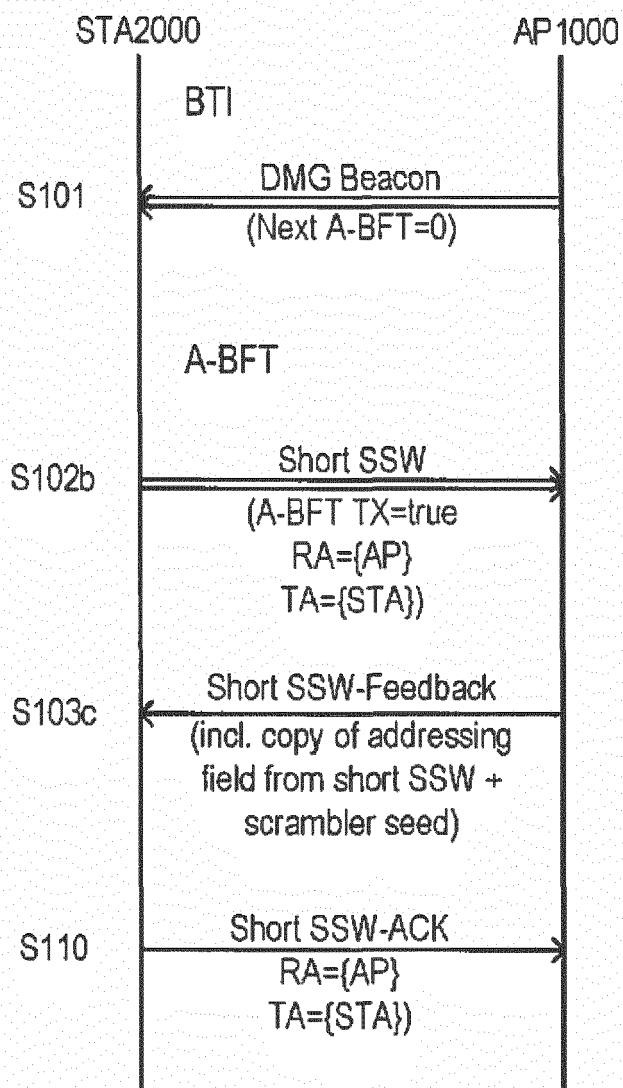 STA2000 AP1000
BTI
DMG Beacon
S101
(Next A-BFT=0)
A-BFT
Short SSW
S102b
(A-BFT TX=true
RA={AP}
TA={STA})
Short SSW-Feedback
S103c
(incl. copy of addressing
field from short SSW +
scrambler seed)
Short SSW-ACK
S110
RA={AP}
TA={STA})